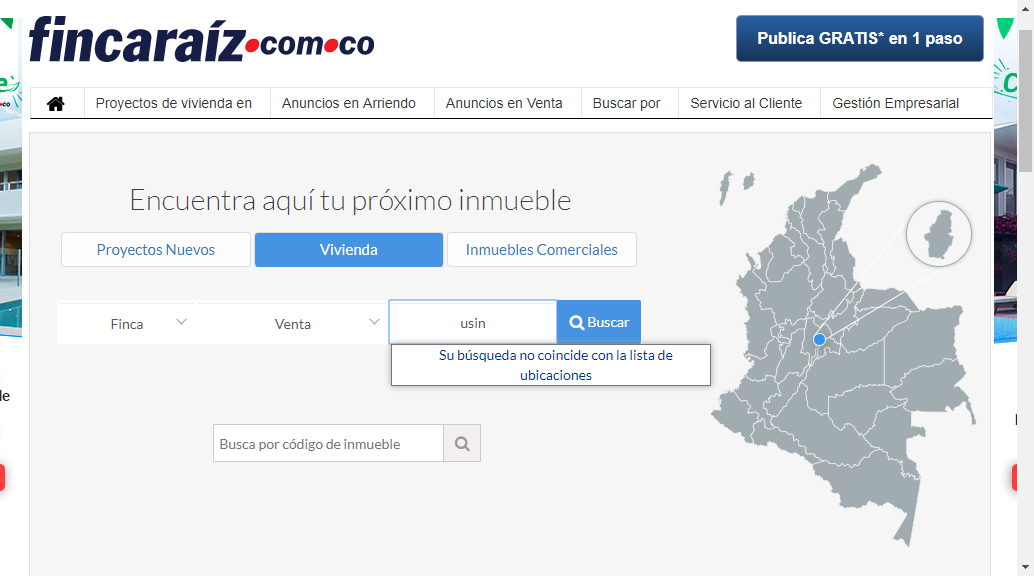 fincaraíz.com.co
Publica GRATIS* en 1 paso
Proyectos de vivienda en
Anuncios en Arriendo
Anuncios en Venta
Buscar por
Servicio al Cliente
Gestión Empresarial
Encuentra aquí tu próximo inmueble
Proyectos Nuevos
Vivienda
Inmuebles Comerciales
Finca
Venta
usin
Buscar
Su búsqueda no coincide con la lista de
ubicaciones
Busca por código de inmueble